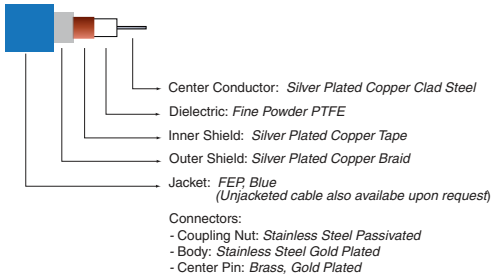 Center Conductor: Silver Plated Copper Clad Steel
Dielectric: Fine Powder PTFE
Inner Shield: Silver Plated Copper Tape
Outer Shield: Silver Plated Copper Braid
Jacket: FEP, Blue
(Unjacketed cable also availabe upon request)
Connectors:
- Coupling Nut: Stainless Steel Passivated
- Body: Stainless Steel Gold Plated
- Center Pin: Brass, Gold Plated